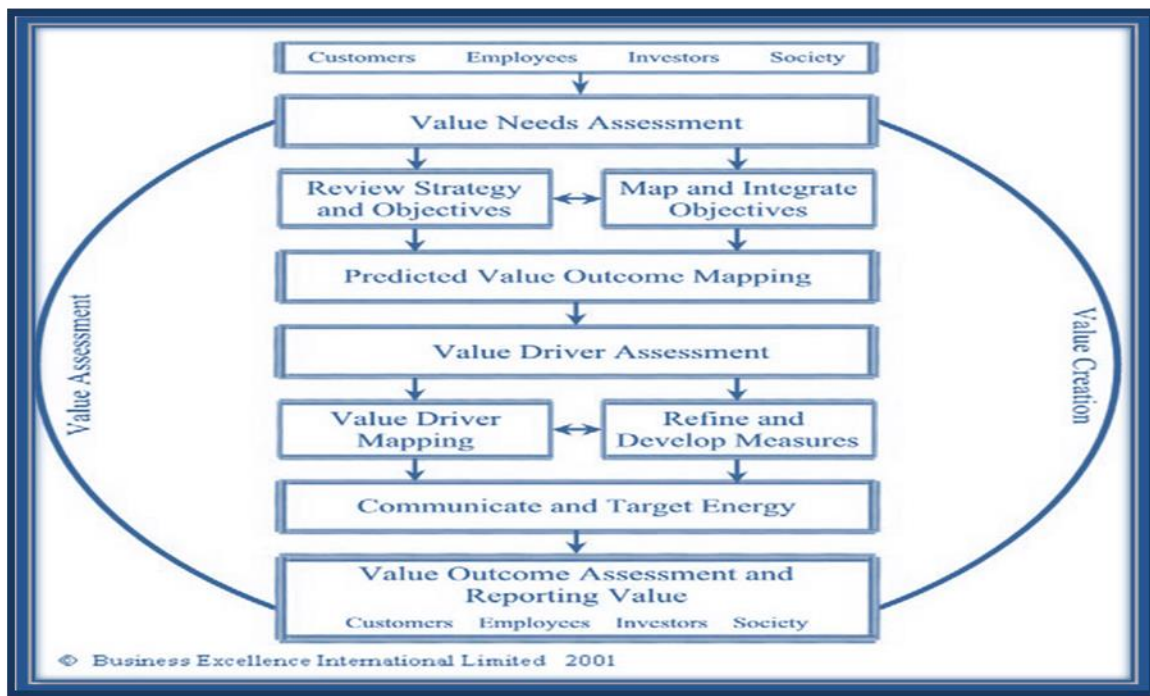 Customers Employees Investors Society
Value Needs Assessment
Review Strategy
and Objectives
Map and Integrate
Objectives
Predicted Value Outcome Mapping
Value Driver Assessment
Value Driver
Mapping
Refine and
Develop Measures
Communicate and Target Energy
Value Outcome Assessment and
Reporting Value
Customers Employees Investors Society
Value Assessment
Value Creation
© Business Excellence International Limited 2001